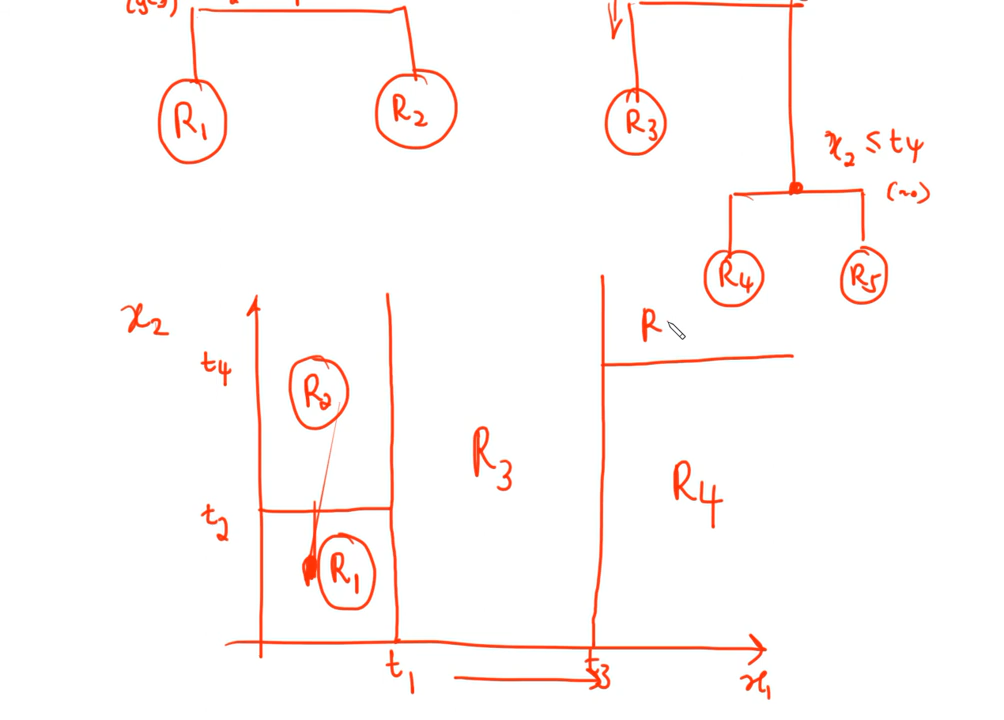 R1 R2 R3
x2 ≤ t4
(no)
R4 R5
x2
R
t4
R2
R3
R4
t2
R1
t1 t3
x1